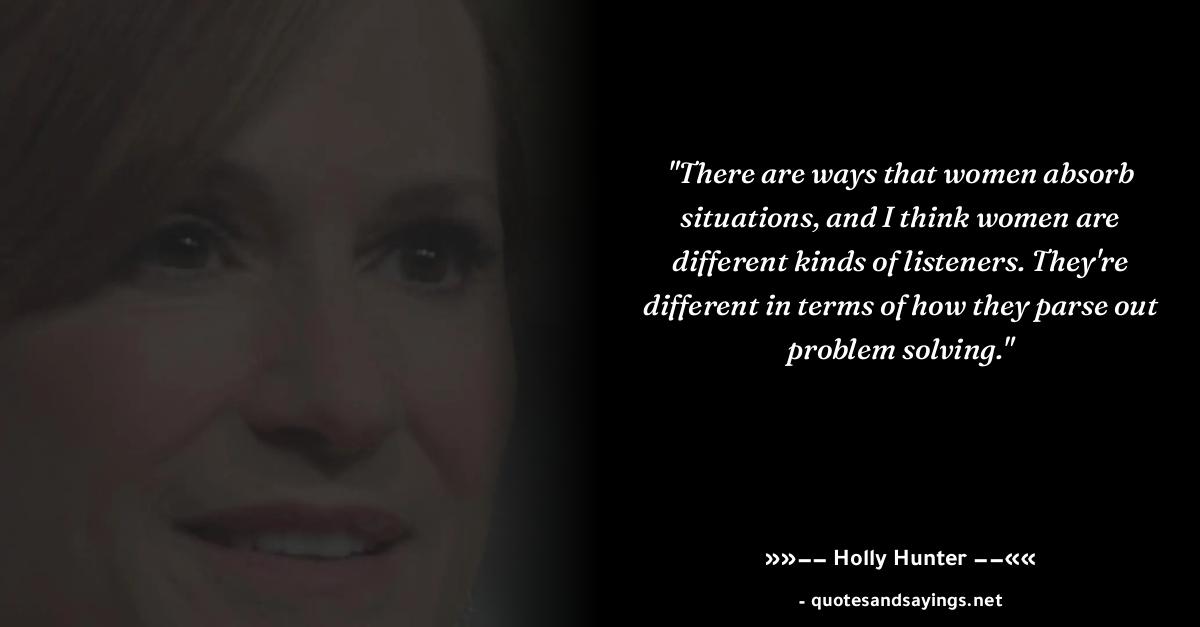 "There are ways that women absorb
situations, and I think women are
different kinds of listeners. They're
different in terms of how they parse out
problem solving."
»»−− Holly Hunter −−««
- quotesandsayings.net